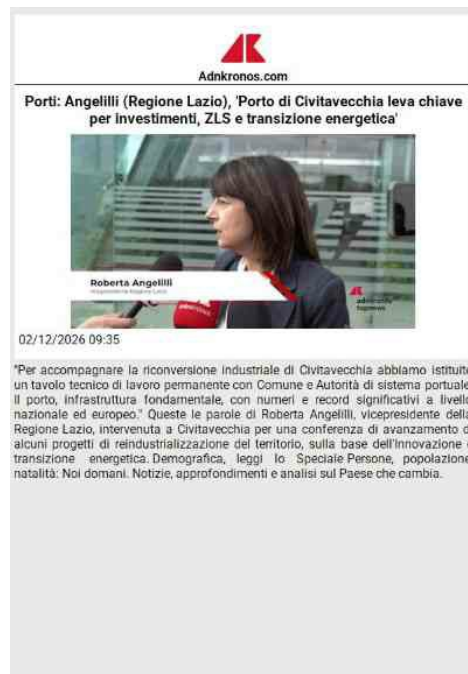 Adnkronos.com
Porti: Angelilli (Regione Lazio), 'Porto di Civitavecchia leva chiave
per investimenti, ZLS e transizione energetica'
Roberta Angelilli
Vicepresidente Regione Lazio
adnkronos
topnews
02/12/2026 09:35
"Per accompagnare la riconversione industriale di Civitavecchia abbiamo istituito
un tavolo tecnico di lavoro permanente con Comune e Autorità di sistema portuale
Il porto, infrastruttura fondamentale, con numeri e record significativi a livello
nazionale ed europeo." Queste le parole di Roberta Angelilli, vicepresidente della
Regione Lazio, intervenuta a Civitavecchia per una conferenza di avanzamento d
alcuni progetti di reindustrializzazione del territorio, sulla base dell'Innovazione
transizione energetica. Demografica, leggi lo Speciale Persone, popolazione
natalità: Noi domani. Notizie, approfondimenti e analisi sul Paese che cambia.